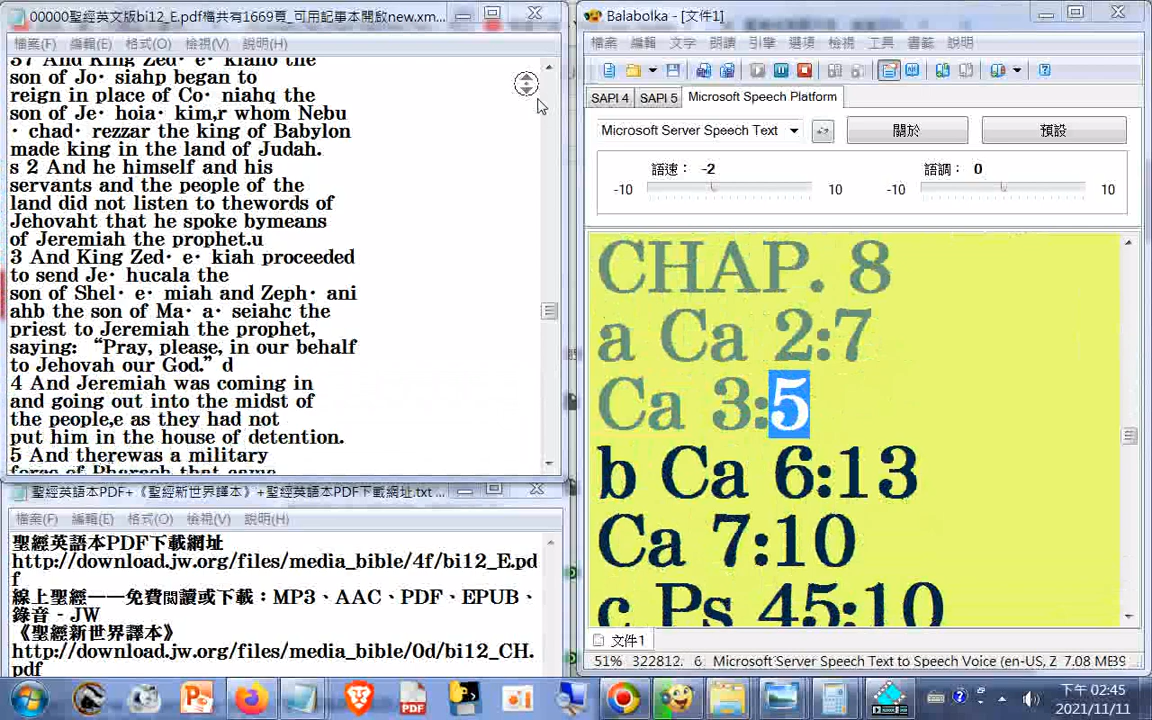 00000聖經英文版bi12_E.pdf檔共有1669頁_可用記事本開啟new.xm...
檔案(F) 編輯(E) 格式(O) 檢視(V) 說明(H)
37 And King Zed· e· kiaho the
son of Jo· siahp began to
reign in place of Co· niahq the
son of Je· hoia· kim,r whom Nebu
· chad· rezzar the king of Babylon
made king in the land of Judah.
s 2 And he himself and his
servants and the people of the
land did not listen to thewords of
Jehovaht that he spoke bymeans
of Jeremiah the prophet.u
3 And King Zed· e· kiah proceeded
to send Je· hucala the
son of Shel· e· miah and Zeph· ani
ahb the son of Ma· a· seiahc the
priest to Jeremiah the prophet,
saying: “Pray, please, in our behalf
to Jehovah our God.” d
4 And Jeremiah was coming in
and going out into the midst of
the people,e as they had not
put him in the house of detention.
5 And therewas a military
force of Pharaoh that came
聖經英語本PDF+《聖經新世界譯本》+聖經英語本PDF下載網址.txt ...
檔案(F) 編輯(E) 格式(O) 檢視(V) 說明(H)
聖經英語本PDF下載網址
http://download.jw.org/files/media_bible/4f/bi12_E.pd
f
線上聖經——免費閱讀或下載：MP3、AAC、PDF、EPUB、
錄音 - JW
《聖經新世界譯本》
http://download.jw.org/files/media_bible/0d/bi12_CH.
pdf
Balabolka - [文件1]
檔案 編輯 文字 朗讀 引擎 選項 檢視 工具 書籤 說明
SAPI 4 SAPI 5 Microsoft Speech Platform
Microsoft Server Speech Text 關於 預設
語速： -2 語調： 0
-10 10 -10 10
CHAP. 8
a Ca 2:7
Ca 3:5
b Ca 6:13
Ca 7:10
c Ps 45:10
文件1
51% 322812. 6: Microsoft Server Speech Text to Speech Voice (en-US, Z 7.08 MB
下午 02:45
2021/11/11